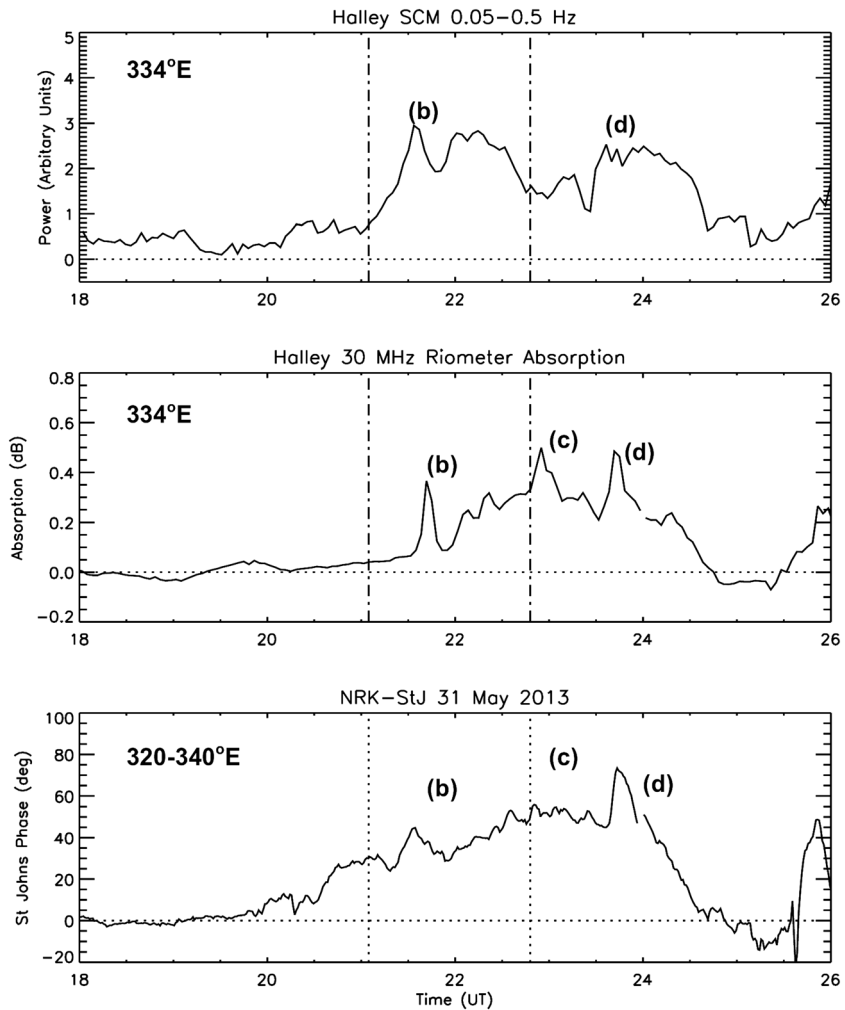 Halley SCM 0.05−0.5 Hz
5
4
3
2
1
0
Power (Arbitary Units)
334°E
(b)
(d)
18 20 22 24 26
Halley 30 MHz Riometer Absorption
0.8
0.6
0.4
0.2
0.0
−0.2
Absorption (dB)
334°E
(b)
(c)
(d)
18 20 22 24 26
NRK−StJ 31 May 2013
100
80
60
40
20
0
−20
St Johns Phase (deg)
320-340°E
(b)
(c)
(d)
18 20 22 24 26
Time (UT)